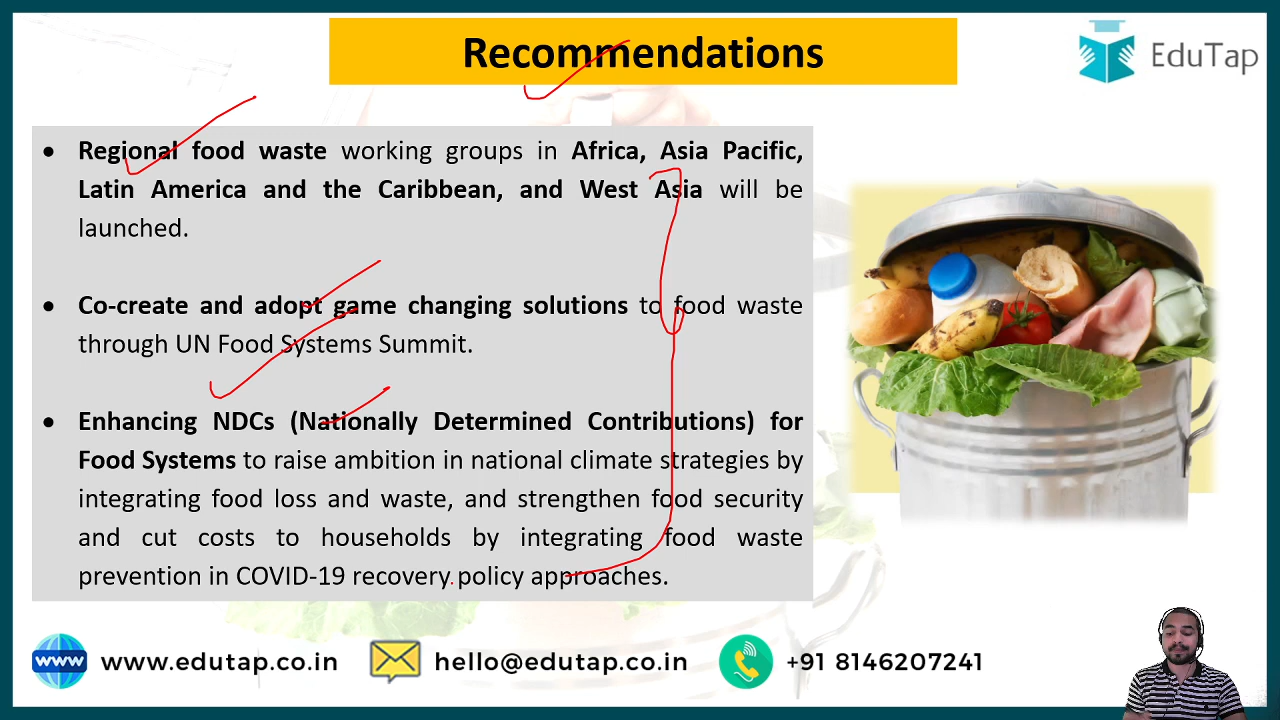 Recommendations
EduTap
• Regional food waste working groups in Africa, Asia Pacific,
Latin America and the Caribbean, and West Asia will be
launched.
• Co-create and adopt game changing solutions to food waste
through UN Food Systems Summit.
• Enhancing NDCs (Nationally Determined Contributions) for
Food Systems to raise ambition in national climate strategies by
integrating food loss and waste, and strengthen food security
and cut costs to households by integrating food waste
prevention in COVID-19 recovery policy approaches.
www www.edutap.co.in hello@edutap.co.in +91 8146207241